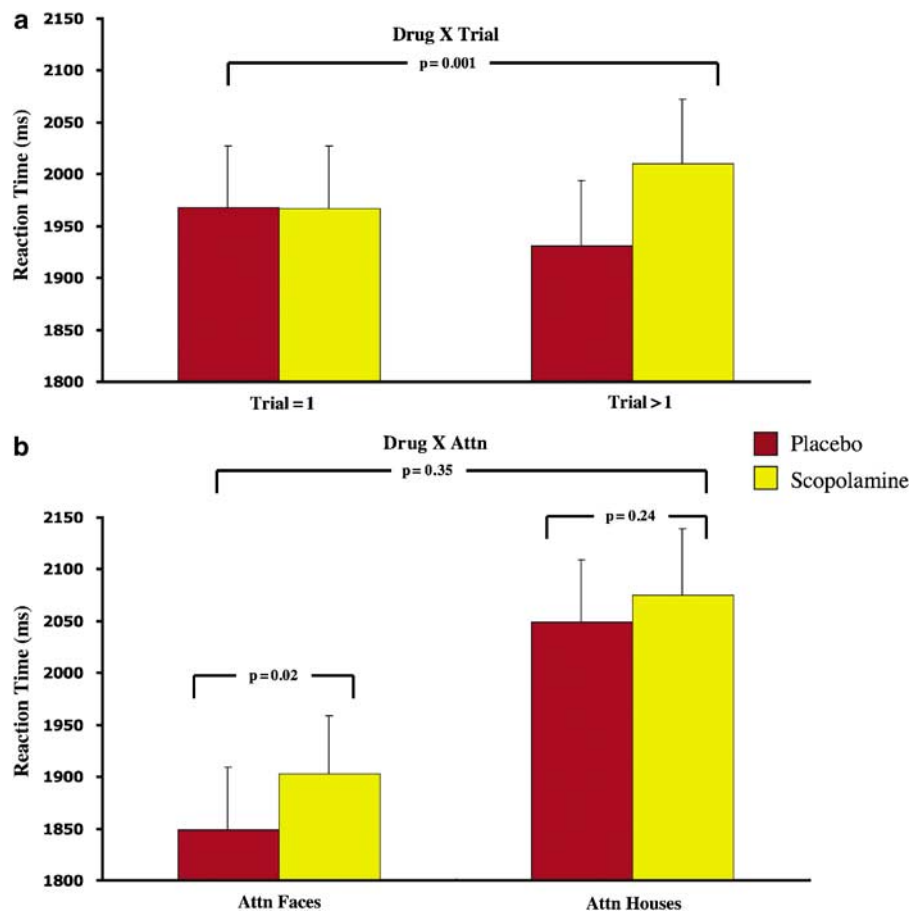 a
Drug X Trial
p=0.001
Reaction Time (ms)
2150
2100
2050
2000
1950
1900
1850
1800
Trial=1 Trial>1
b
Drug X Attn
p=0.35
Placebo
Scopolamine
Reaction Time (ms)
2150
2100
2050
2000
1950
1900
1850
1800
p=0.24
p=0.02
Attn Faces Attn Houses